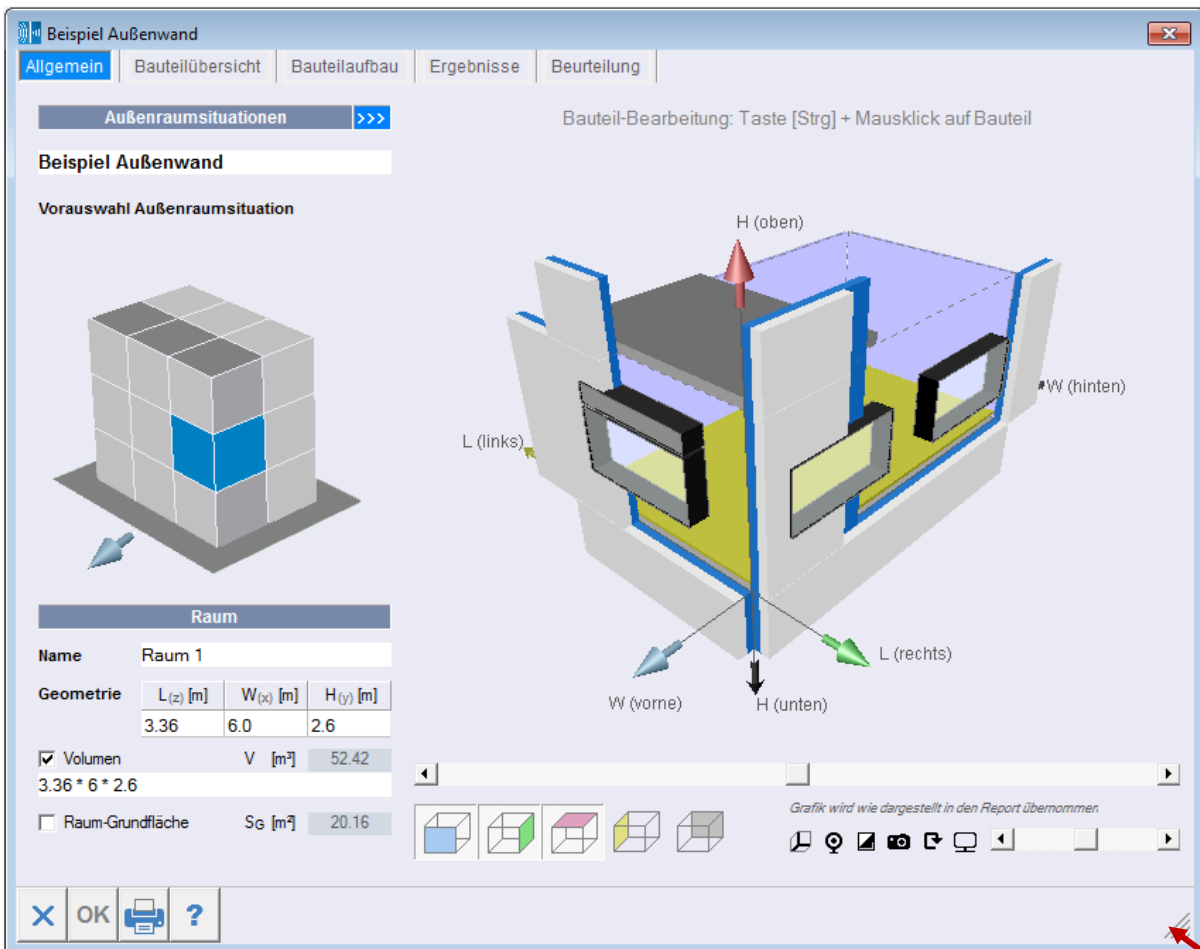 Beispiel Außenwand
Allgemein Bauteilübersicht Bauteilaufbau Ergebnisse Beurteilung
Außenraumsituationen >>>
Bauteil-Bearbeitung: Taste [Strg] + Mausklick auf Bauteil
Beispiel Außenwand
Vorauswahl Außenraumsituation
H (oben)
W (hinten)
L (links)
L (rechts)
W (vorne)
H (unten)
Raum
Name Raum 1
Geometrie L(z) [m] W(x) [m] H(y) [m]
3.36 6.0 2.6
Volumen V [m³] 52.42
3.36 * 6 * 2.6
Raum-Grundfläche SG [m²] 20.16
Grafik wird wie dargestellt in den Report übernommen
OK ?